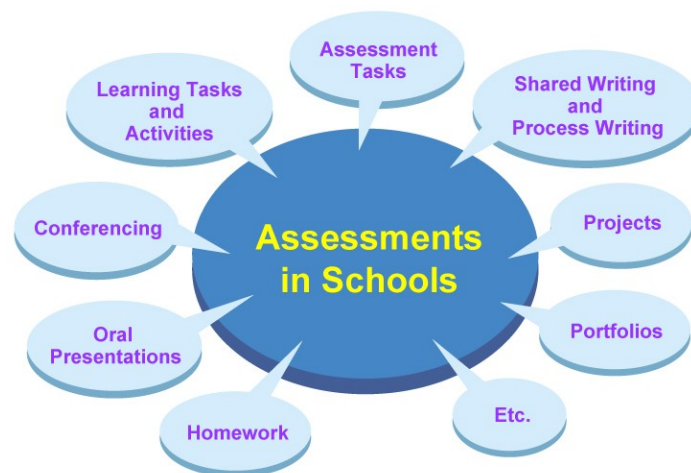 Assessment
Tasks
Learning Tasks
and
Activities
Shared Writing
and
Process Writing
Conferencing
Assessments
in Schools
Projects
Oral
Presentations
Portfolios
Homework
Etc.